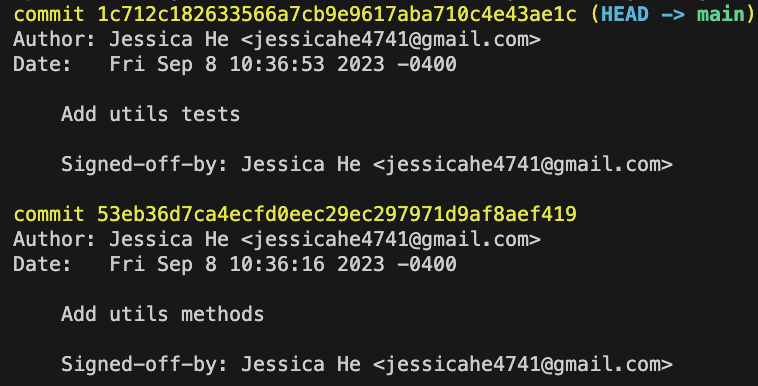 commit 1c712c182633566a7cb9e9617aba710c4e43ae1c (HEAD -> main)
Author: Jessica He <jessicahe4741@gmail.com>
Date:   Fri Sep 8 10:36:53 2023 -0400
    Add utils tests
    Signed-off-by: Jessica He <jessicahe4741@gmail.com>
commit 53eb36d7ca4ecfd0eec29ec297971d9af8aef419
Author: Jessica He <jessicahe4741@gmail.com>
Date:   Fri Sep 8 10:36:16 2023 -0400
    Add utils methods
    Signed-off-by: Jessica He <jessicahe4741@gmail.com>